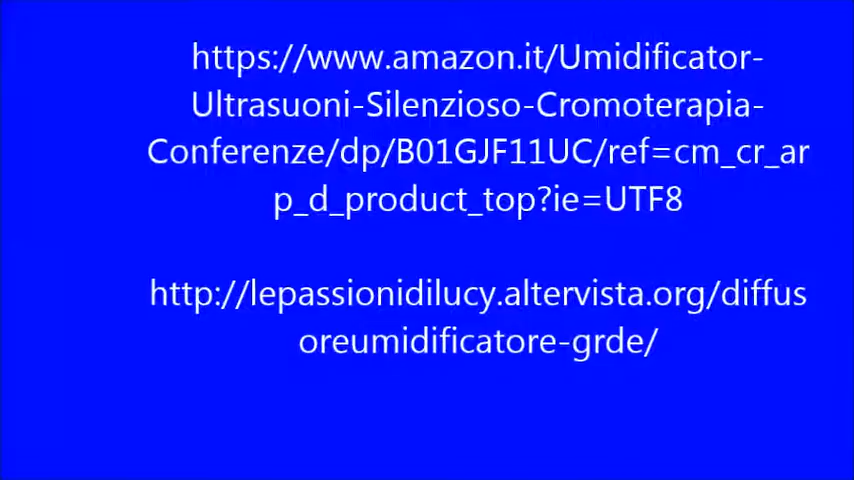 https://www.amazon.it/Umidificator-
Ultrasuoni-Silenzioso-Cromoterapia-
Conferenze/dp/B01GJF11UC/ref=cm_cr_ar
p_d_product_top?ie=UTF8
http://lepassionidilucy.altervista.org/diffus
oreumidificatore-grde/